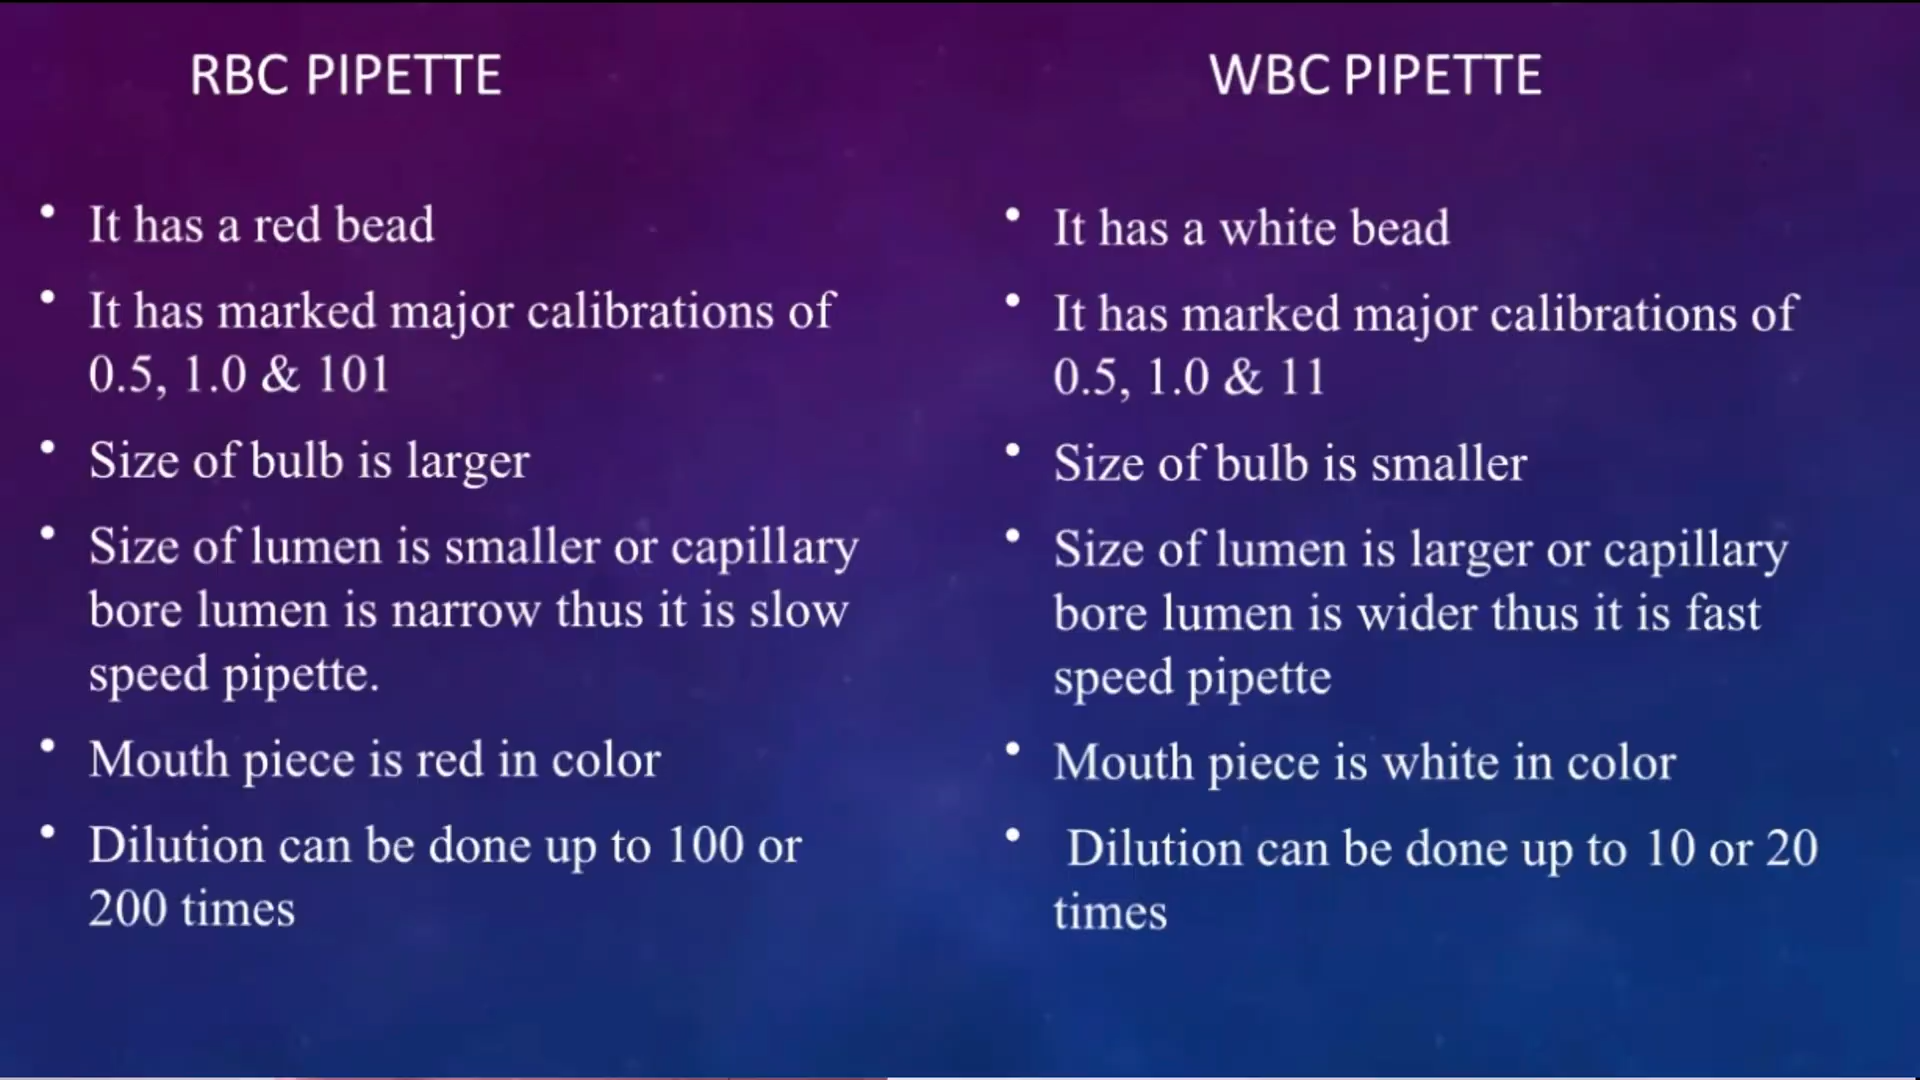 RBC PIPETTE
• It has a red bead
• It has marked major calibrations of
0.5, 1.0 & 101
• Size of bulb is larger
• Size of lumen is smaller or capillary
bore lumen is narrow thus it is slow
speed pipette.
• Mouth piece is red in color
• Dilution can be done up to 100 or
200 times
WBC PIPETTE
• It has a white bead
• It has marked major calibrations of
0.5, 1.0 & 11
• Size of bulb is smaller
• Size of lumen is larger or capillary
bore lumen is wider thus it is fast
speed pipette
• Mouth piece is white in color
• Dilution can be done up to 10 or 20
times